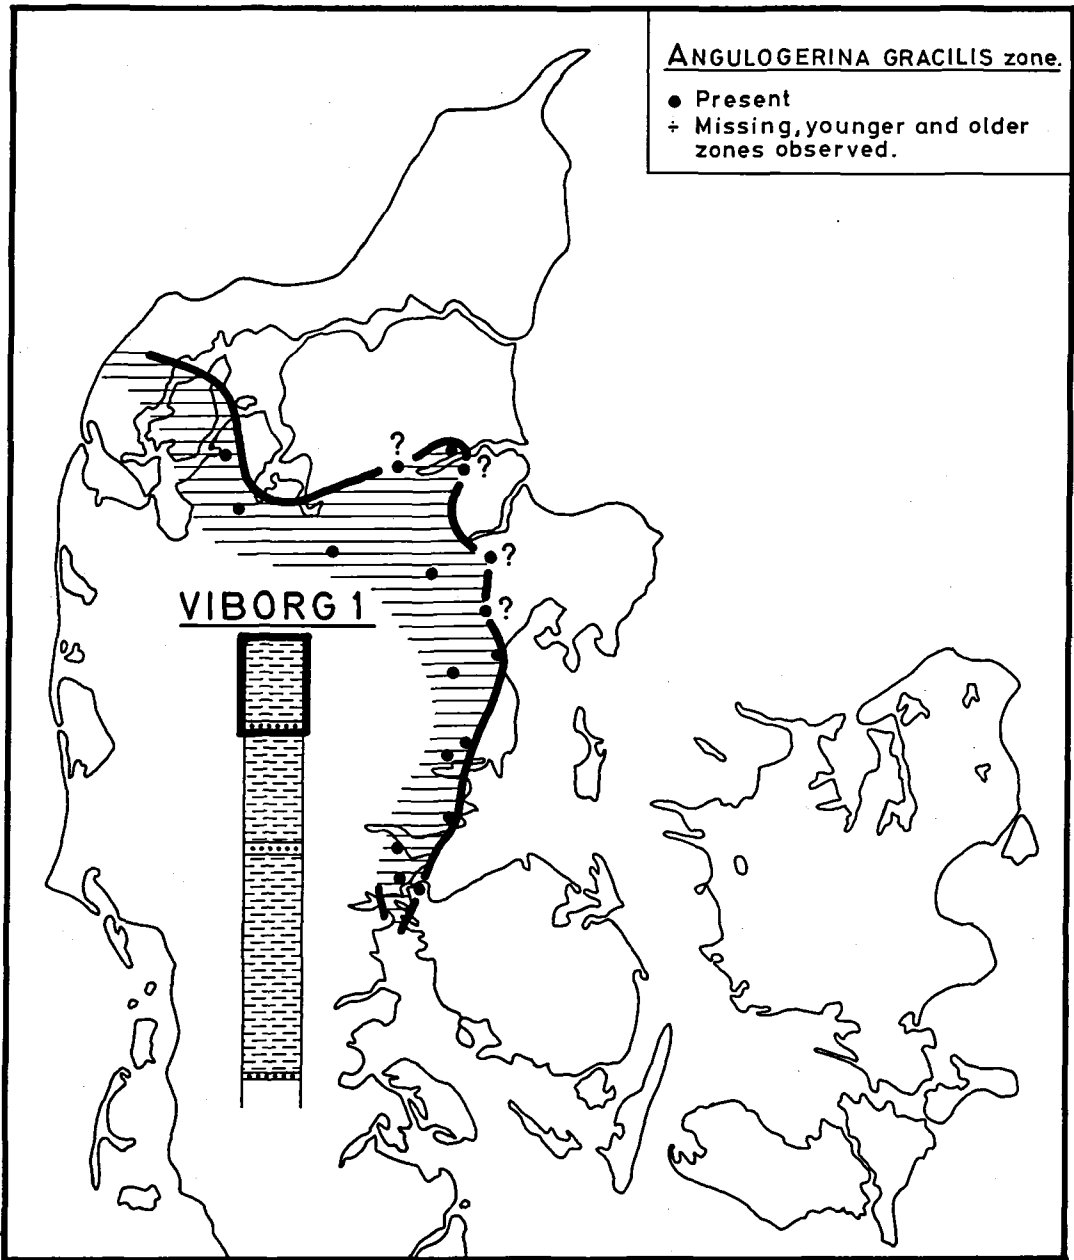 ANGULOGERINA GRACILIS zone.
● Present
÷ Missing, younger and older
zones observed.
?
?
?
?
VIBORG 1